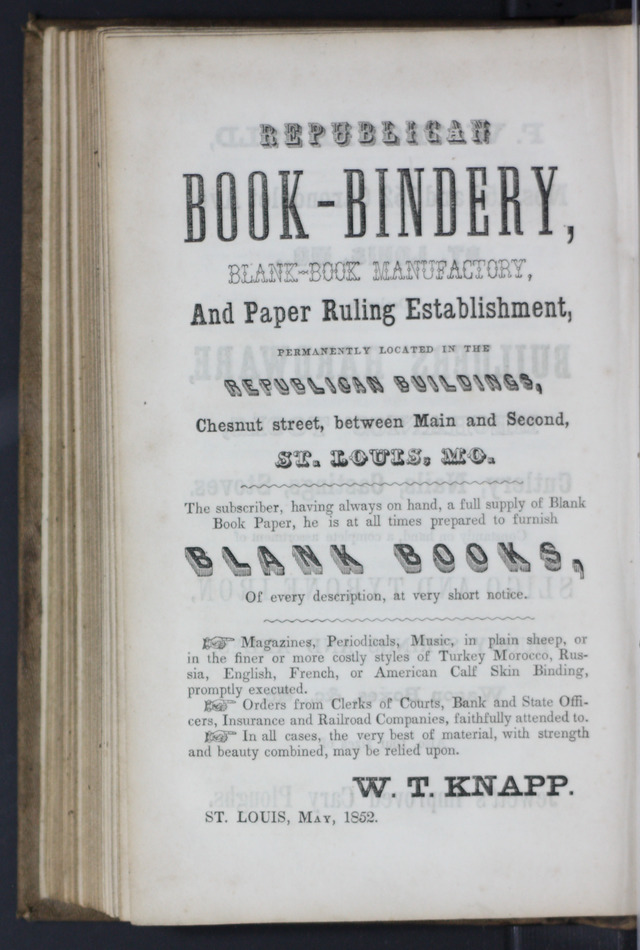 REPUBLICAN
BOOK-BINDERY,
BLANK-BOOK MANUFACTORY,
And Paper Ruling Establishment,
PERMANENTLY LOCATED IN THE
REPUBLICAN BUILDINGS,
Chesnut street, between Main and Second,
ST. LOUIS, MO.
The subscriber, having always on hand, a full supply of Blank
Book Paper, he is at all times prepared to furnish
BLANK BOOKS,
Of every description, at very short notice.
☞ Magazines, Periodicals, Music, in plain sheep, or
in the finer or more costly styles of Turkey Morocco, Rus-
sia, English, French, or American Calf Skin Binding,
promptly executed.
☞ Orders from Clerks of Courts, Bank and State Offi-
cers, Insurance and Railroad Companies, faithfully attended to.
☞ In all cases, the very best of material, with strength
and beauty combined, may be relied upon.
W. T. KNAPP.
ST. LOUIS, MAY, 1852.